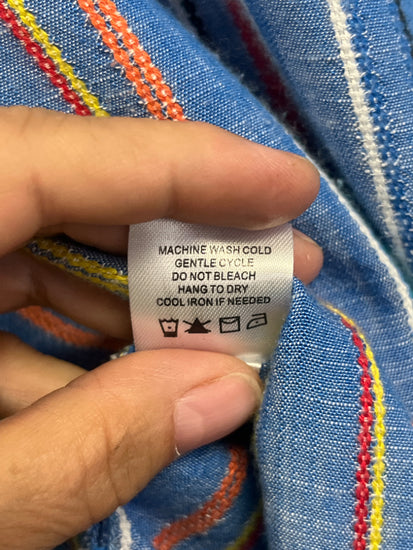 MACHINE WASH COLD
GENTLE CYCLE
DO NOT BLEACH
HANG TO DRY
COOL IRON IF NEEDED